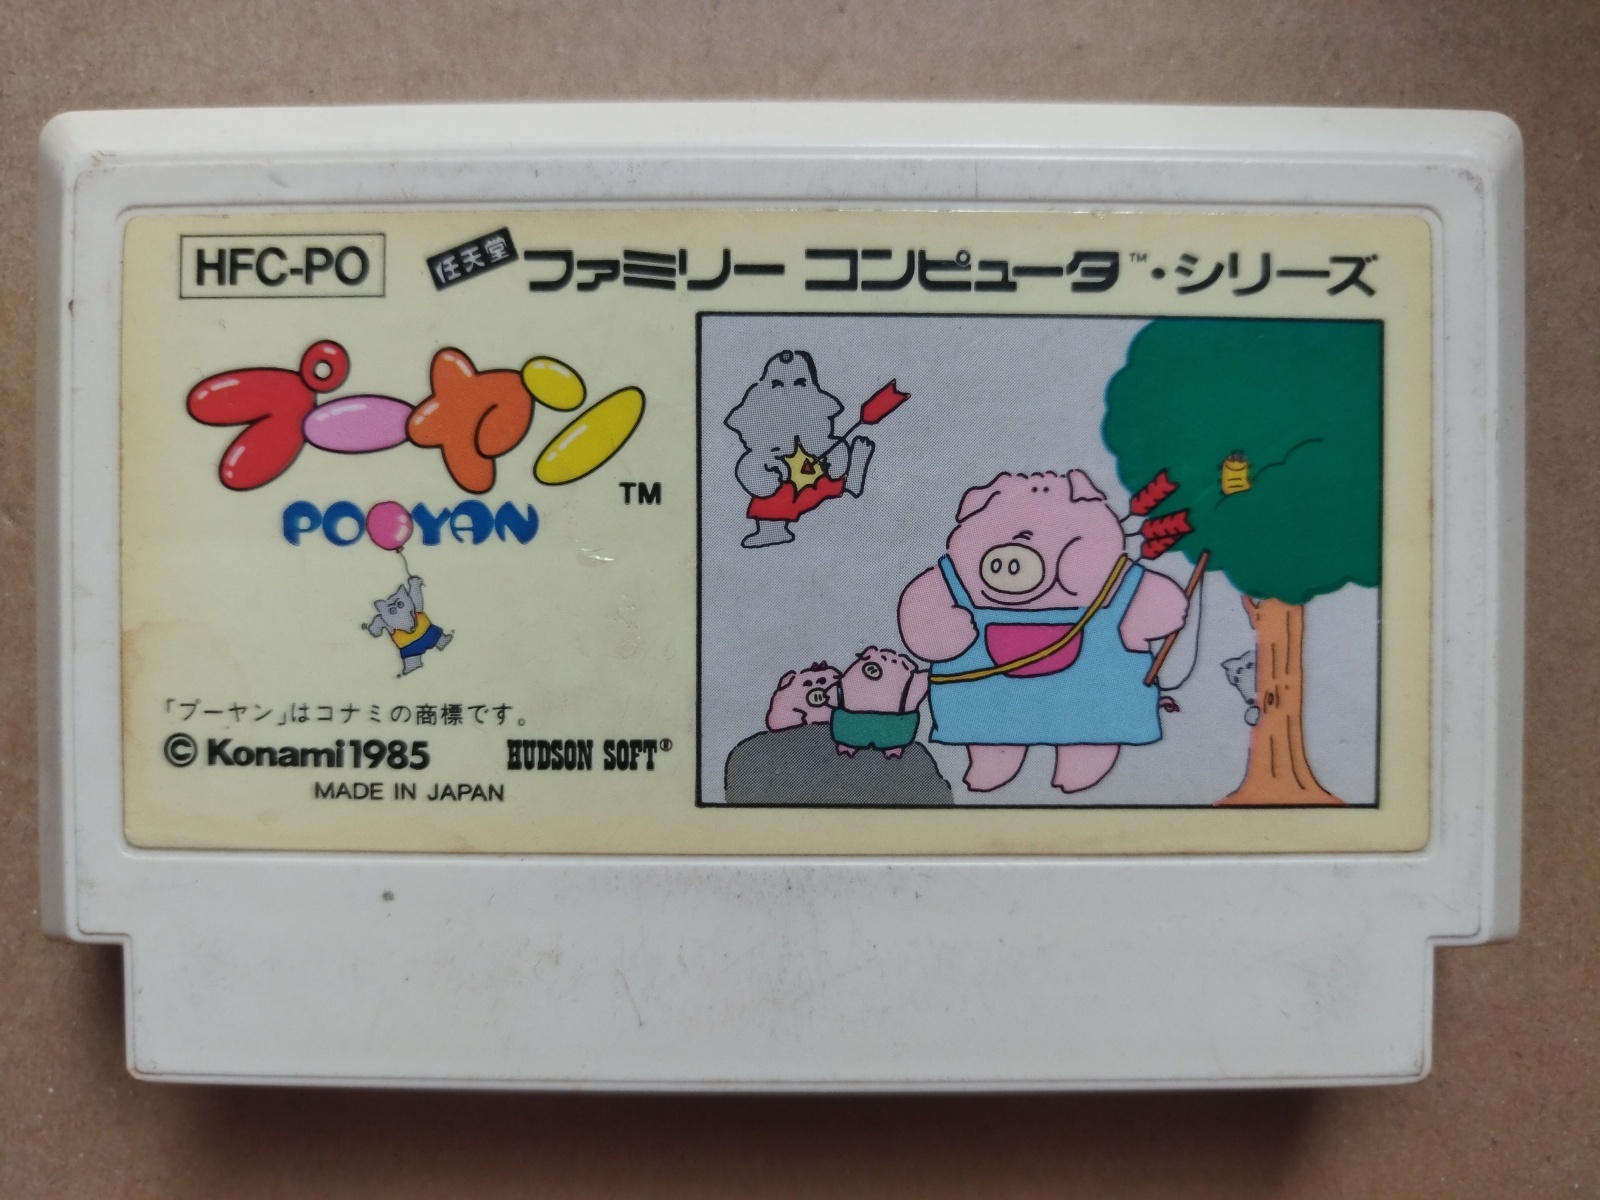 HFC-PO
任天堂 ファミリー コンピュータ™・シリーズ
プーヤン TM
POOYAN
「プーヤン」はコナミの商標です。
© Konami 1985 HUDSON SOFT®
MADE IN JAPAN